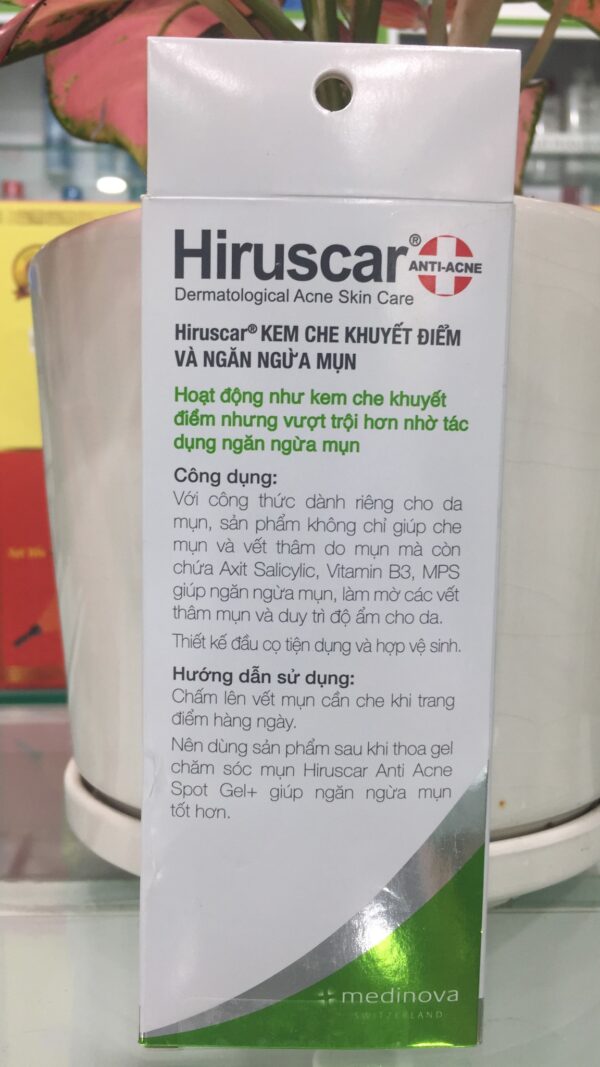 Hiruscar® ANTI-ACNE
Dermatological Acne Skin Care
Hiruscar® KEM CHE KHUYẾT ĐIỂM
VÀ NGĂN NGỪA MỤN
Hoạt động như kem che khuyết
điểm nhưng vượt trội hơn nhờ tác
dụng ngăn ngừa mụn
Công dụng:
Với công thức dành riêng cho da
mụn, sản phẩm không chỉ giúp che
mụn và vết thâm do mụn mà còn
chứa Axit Salicylic, Vitamin B3, MPS
giúp ngăn ngừa mụn, làm mờ các vết
thâm mụn và duy trì độ ẩm cho da.
Thiết kế đầu cọ tiện dụng và hợp vệ sinh.
Hướng dẫn sử dụng:
Chấm lên vết mụn cần che khi trang
điểm hàng ngày.
Nên dùng sản phẩm sau khi thoa gel
chăm sóc mụn Hiruscar Anti Acne
Spot Gel+ giúp ngăn ngừa mụn
tốt hơn.
medinova
SWITZERLAND